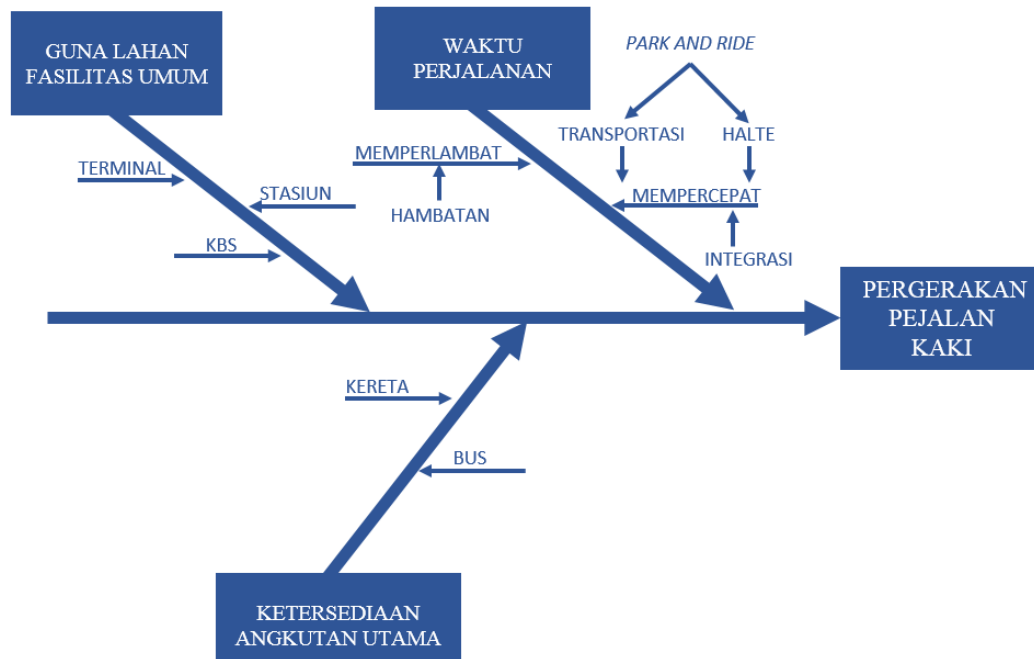 GUNA LAHAN
FASILITAS UMUM
WAKTU
PERJALANAN
PARK AND RIDE
TRANSPORTASI
HALTE
MEMPERLAMBAT
TERMINAL
STASIUN
MEMPERCEPAT
HAMBATAN
KBS
INTEGRASI
PERGERAKAN
PEJALAN
KAKI
KERETA
BUS
KETERSEDIAAN
ANGKUTAN UTAMA